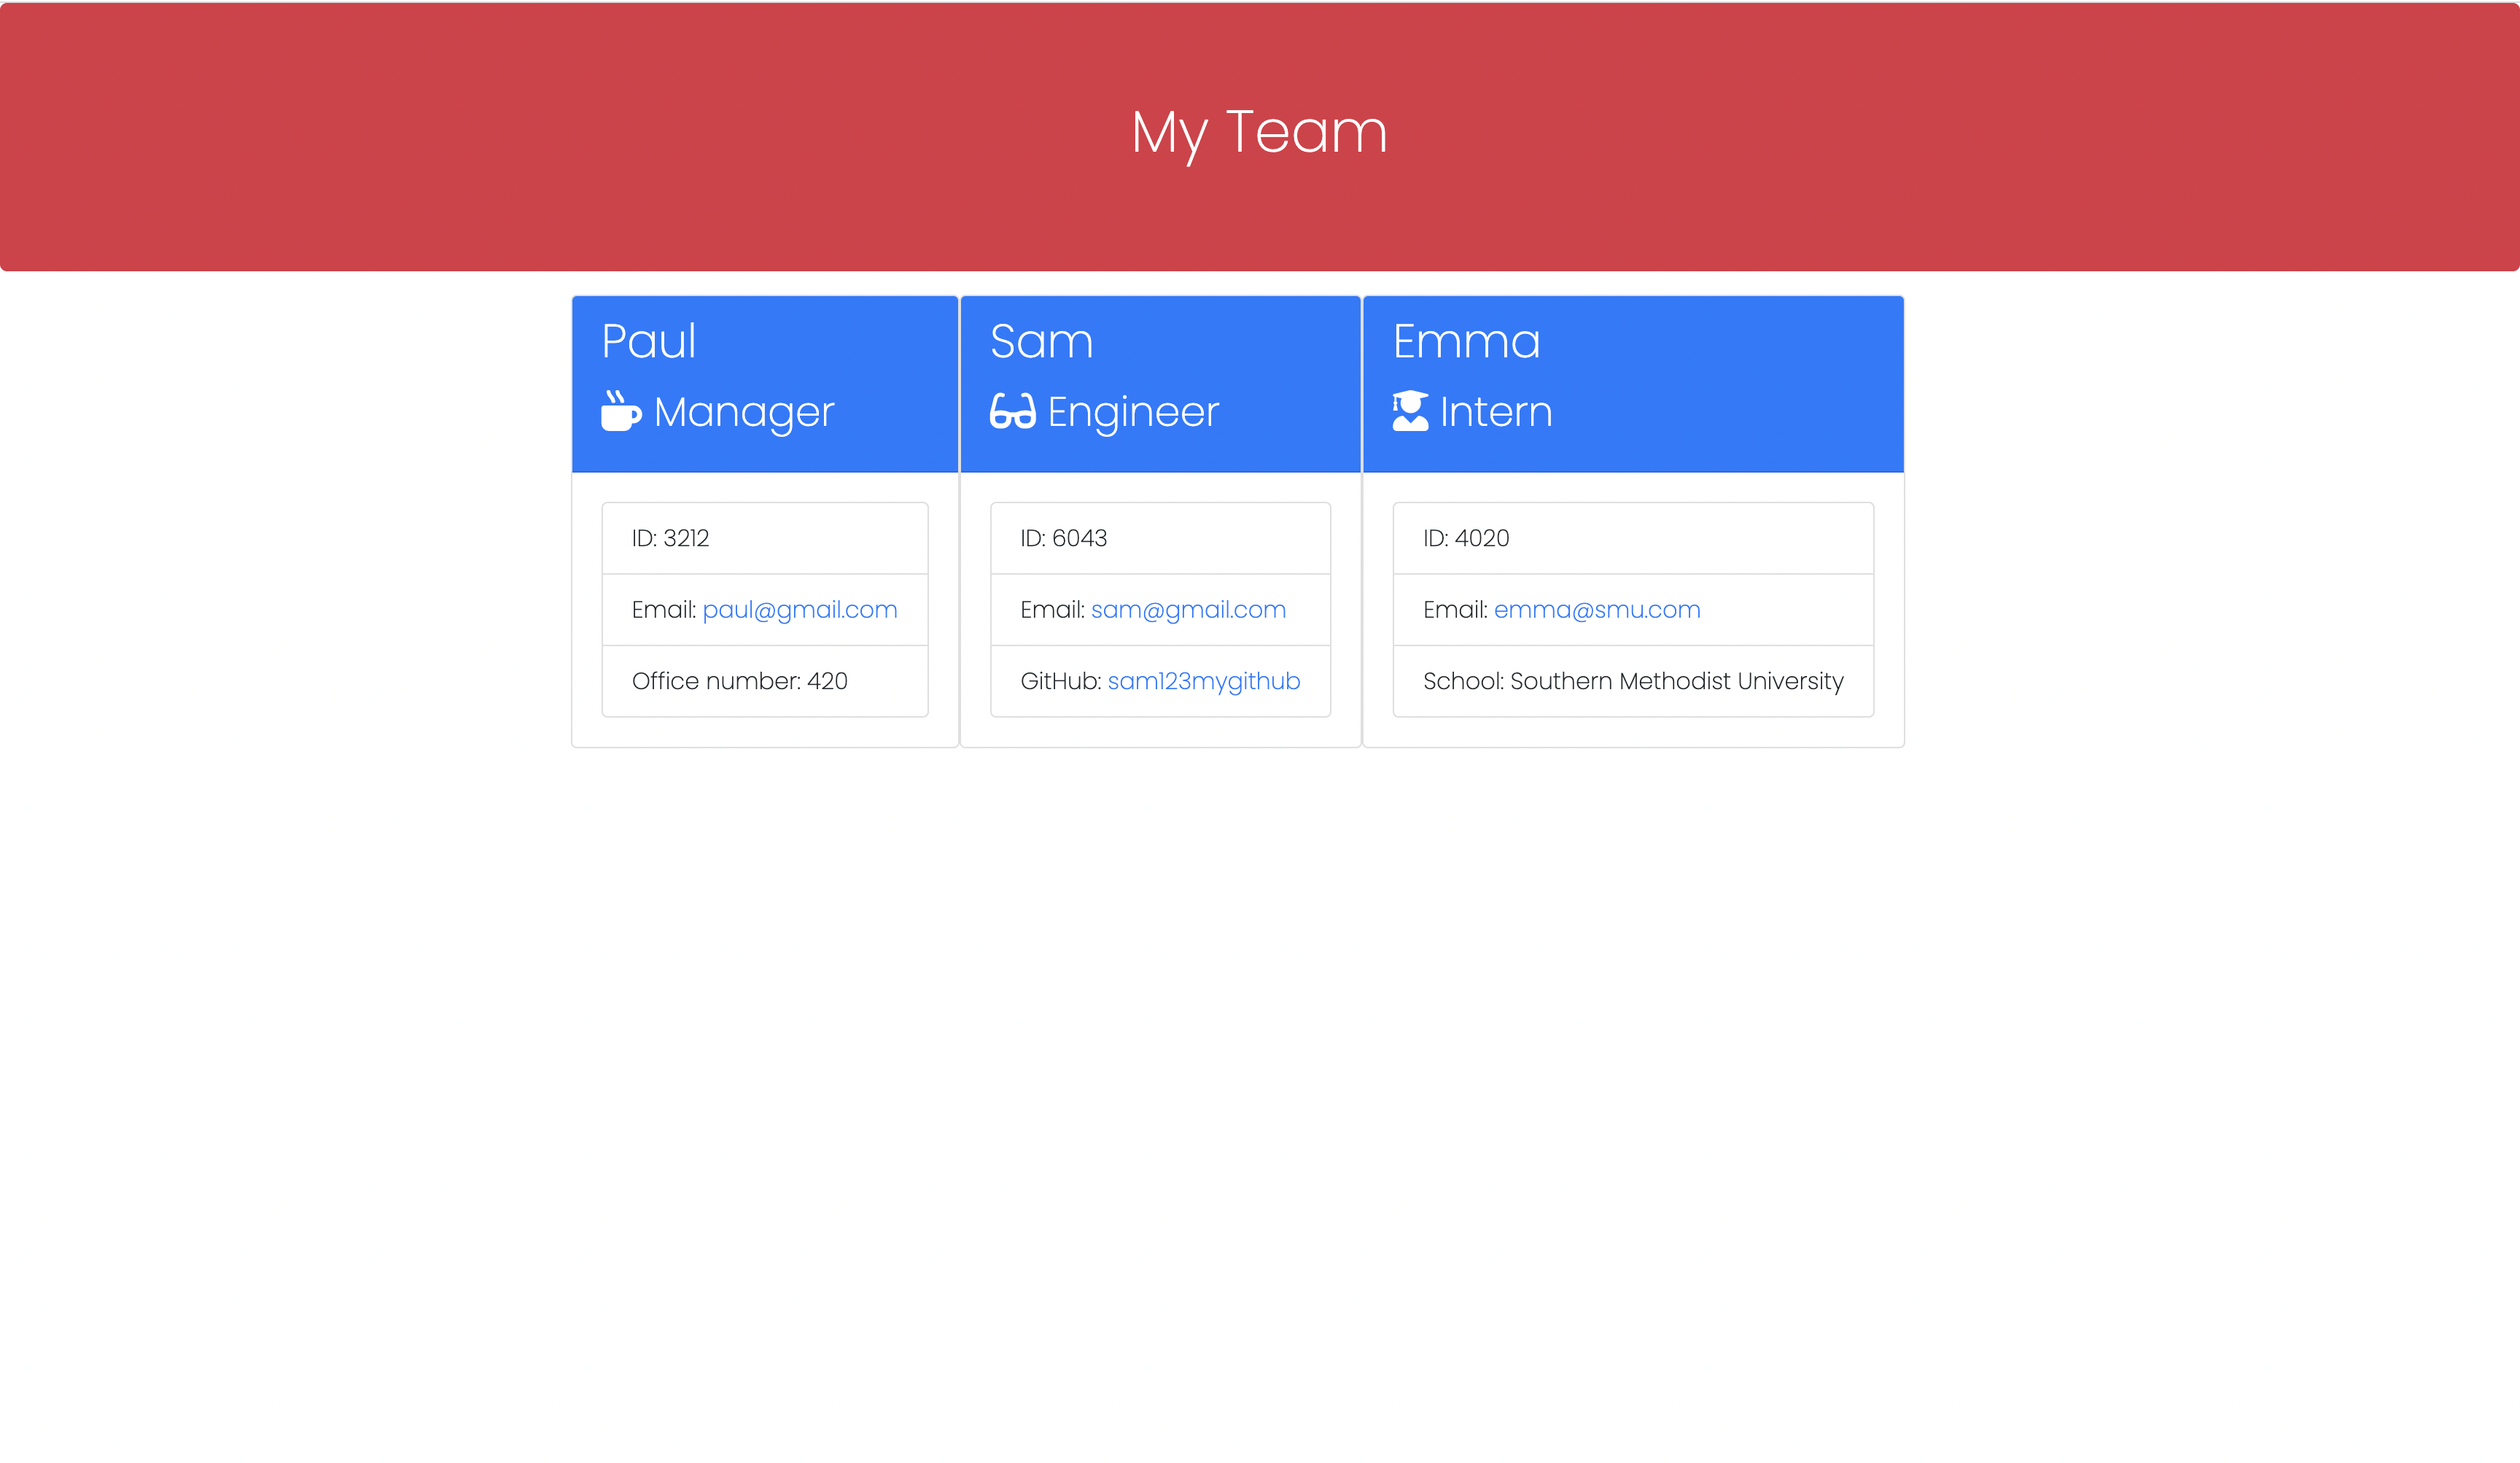 My Team
Paul
Manager
ID: 3212
Email: paul@gmail.com
Office number: 420
Sam
Engineer
ID: 6043
Email: sam@gmail.com
GitHub: sam123mygithub
Emma
Intern
ID: 4020
Email: emma@smu.com
School: Southern Methodist University